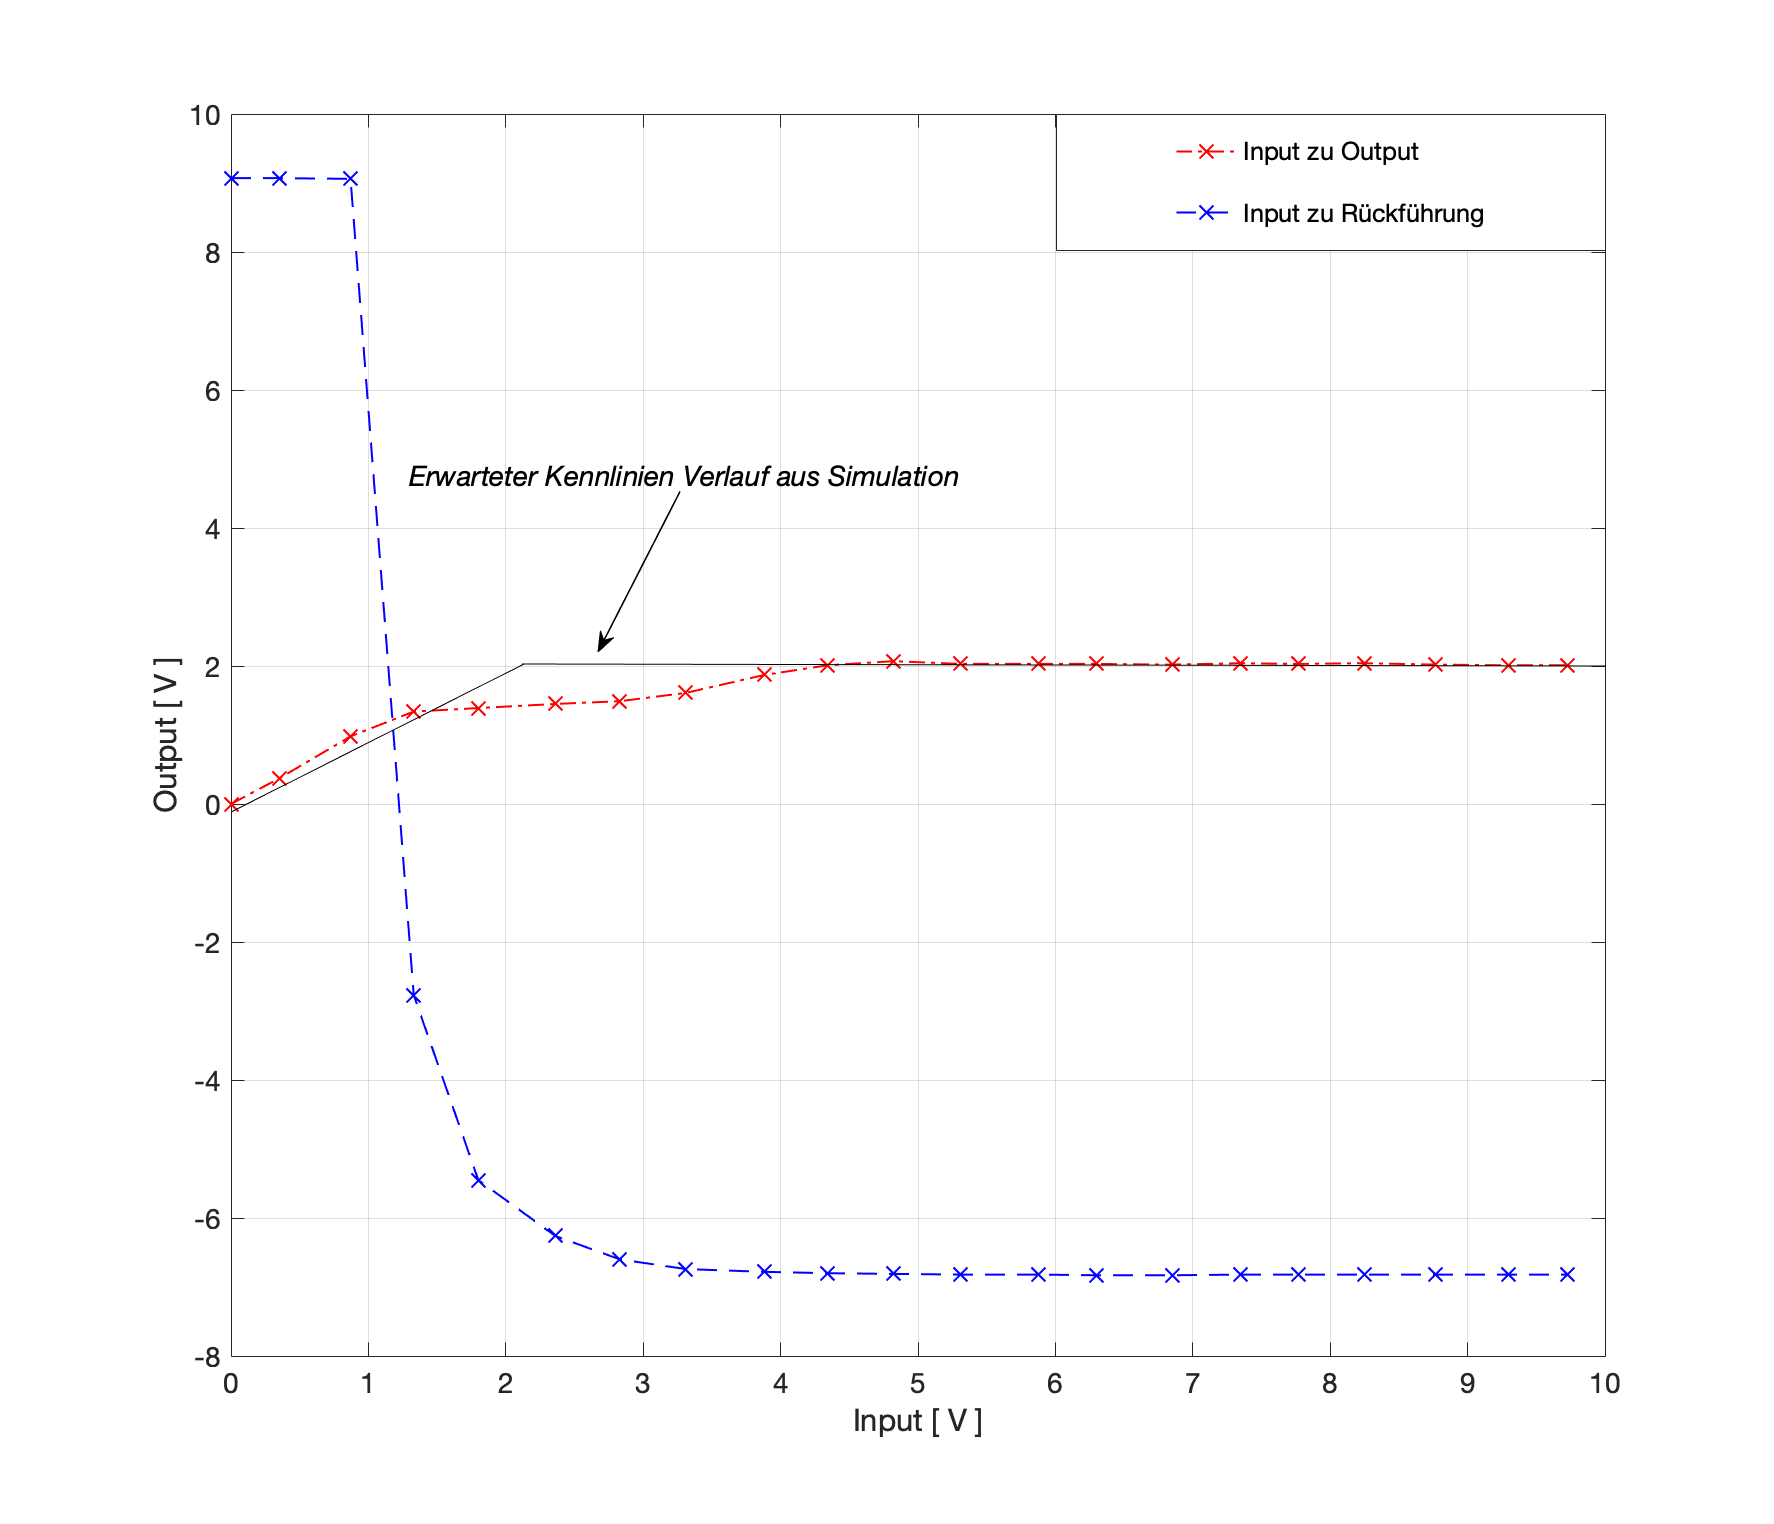 10
8
6
4
2
0
-2
-4
-6
-8
Output [ V ]
Input zu Output
Input zu Rückführung
Erwarteter Kennlinien Verlauf aus Simulation
0 1 2 3 4 5 6 7 8 9 10
Input [ V ]